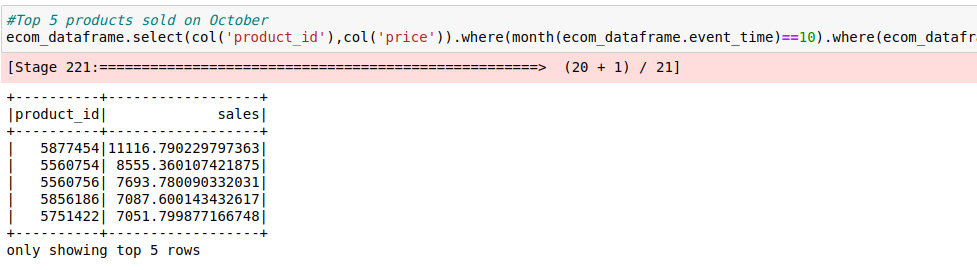 #Top 5 products sold on October
ecom_dataframe.select(col('product_id'),col('price')).where(month(ecom_dataframe.event_time)==10).where(ecom_datafr
[Stage 221:====================================================>  (20 + 1) / 21]
+----------+------------------+
|product_id|             sales|
+----------+------------------+
|   5877454|11116.790229797363|
|   5560754| 8555.360107421875|
|   5560756| 7693.780090332031|
|   5856186| 7087.600143432617|
|   5751422| 7051.799877166748|
+----------+------------------+
only showing top 5 rows